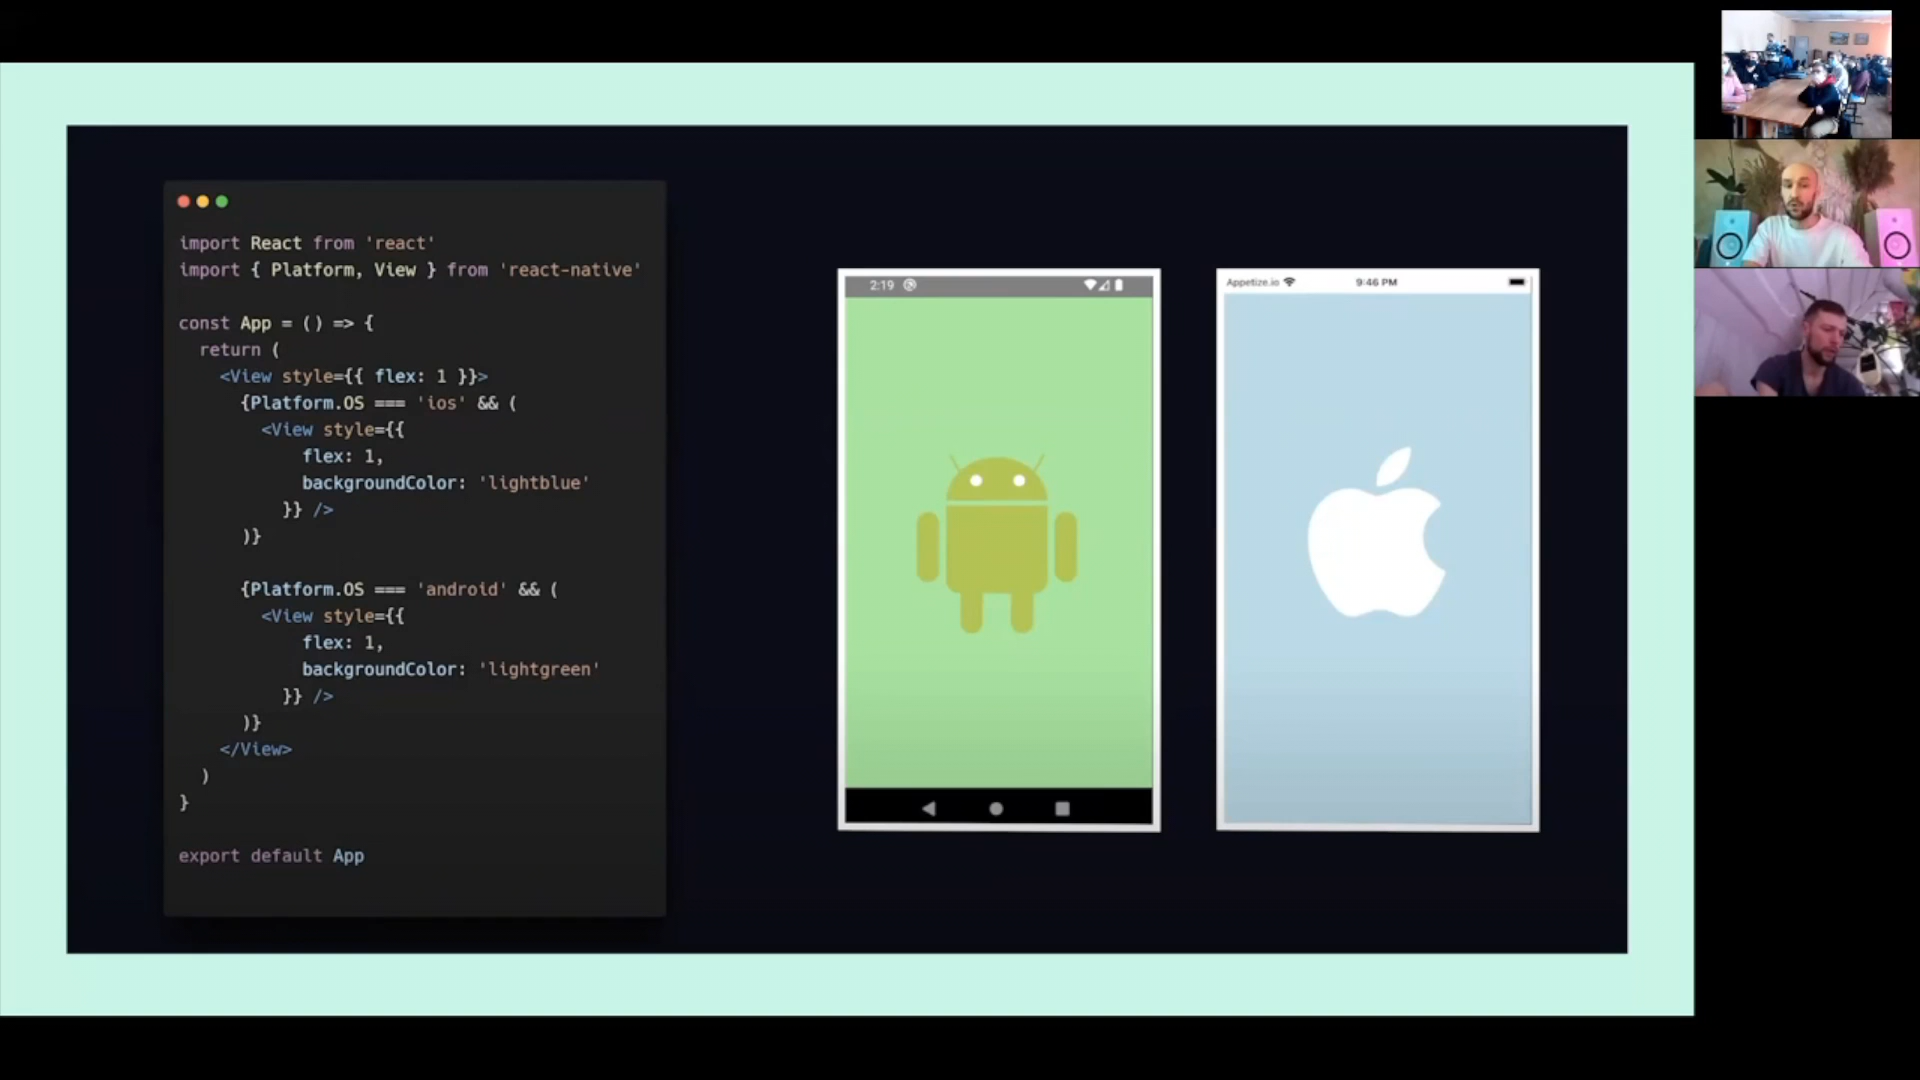 import React from 'react'
import { Platform, View } from 'react-native'
const App = () => {
return (
<View style={{ flex: 1 }}>
{Platform.OS === 'ios' && (
<View style={{
flex: 1,
backgroundColor: 'lightblue'
}} />
)}
{Platform.OS === 'android' && (
<View style={{
flex: 1,
backgroundColor: 'lightgreen'
}} />
)}
</View>
)
}
export default App
2:19
Appetize.io 9:46 PM